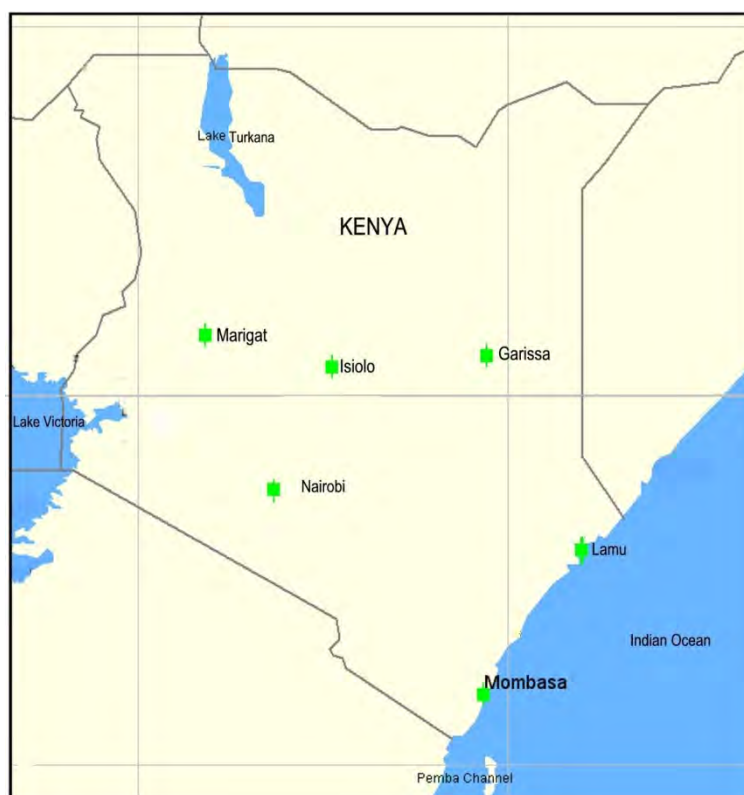 Lake Turkana
KENYA
Marigat
Isiolo
Garissa
Lake Victoria
Nairobi
Lamu
Indian Ocean
Mombasa
Pemba Channel